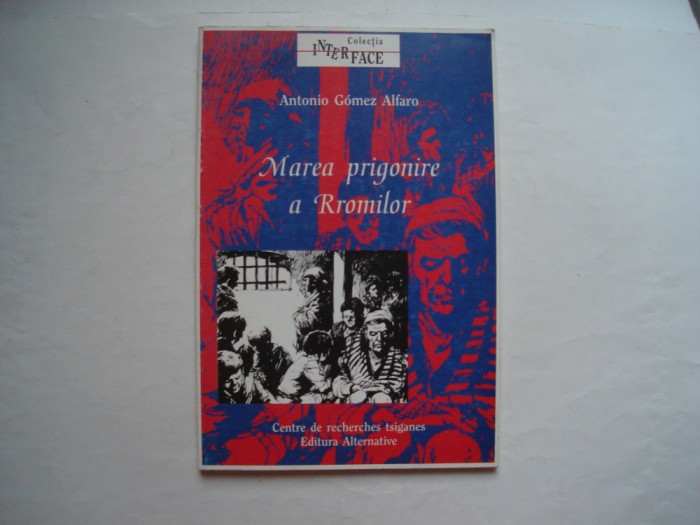 Colecția
INTERFACE
Antonio Gómez Alfaro
Marea prigonire
a Rromilor
Centre de recherches tsiganes
Editura Alternative